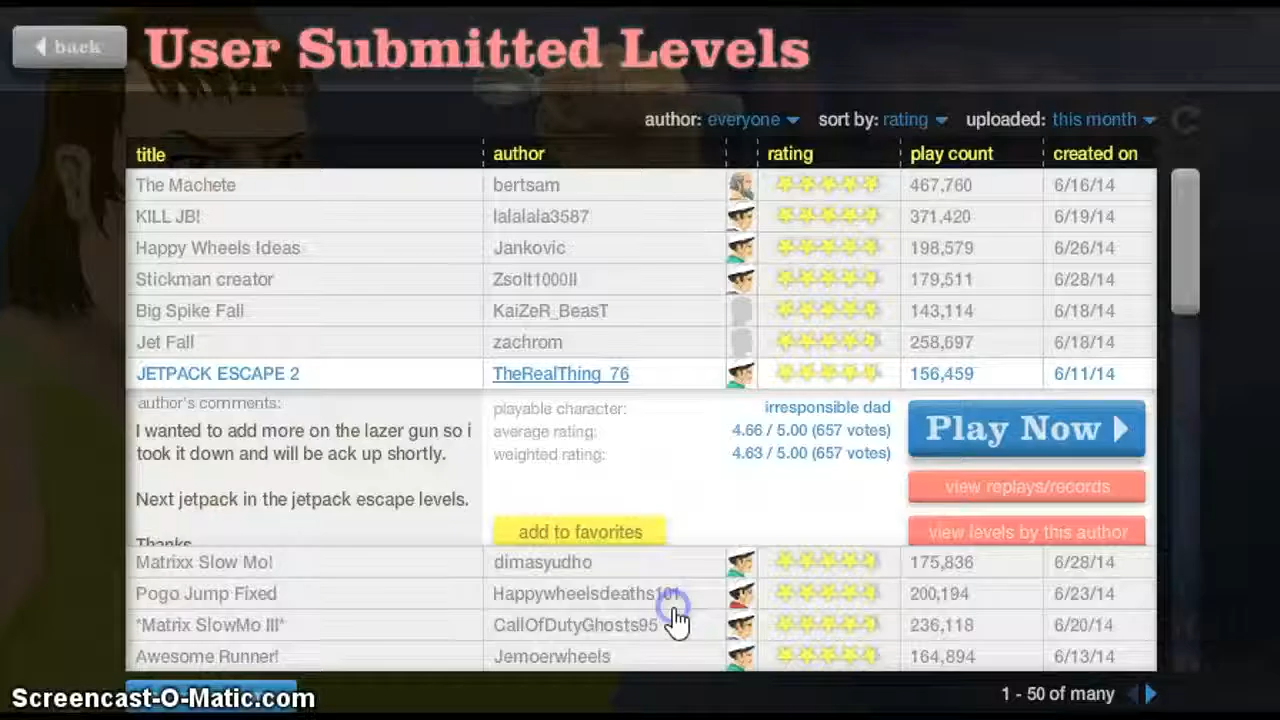 back
User Submitted Levels
author: everyone sort by: rating uploaded: this month
title author rating play count created on
The Machete bertsam 467,760 6/16/14
KILL JB! lalalala3587 371,420 6/19/14
Happy Wheels Ideas Jankovic 198,579 6/26/14
Stickman creator 179,511 6/28/14
Big Spike Fall KaiZeR_BeasT 143,114 6/18/14
Jet Fall zachrom 258,697 6/18/14
JETPACK ESCAPE 2 TheRealThing_76 156,459 6/11/14
author's comments:
I wanted to add more on the lazer gun so i
took it down and will be ack up shortly.
Next jetpack in the jetpack escape levels.
Thanks
playable character: irresponsible dad
average rating: 4.66 / 5.00 (657 votes)
weighted rating: 4.63 / 5.00 (657 votes)
add to favorites
Play Now
view replays/records
view levels by this author
Matrixx Slow Mo! dimasyudho 175,836 6/28/14
Pogo Jump Fixed Happywheelsdeaths101 200,194 6/23/14
*Matrix SlowMo III* CallOfDutyGhosts95 236,118 6/20/14
Awesome Runner! Jemoerwheels 164,894 6/13/14
Screencast-O-Matic.com
1 - 50 of many